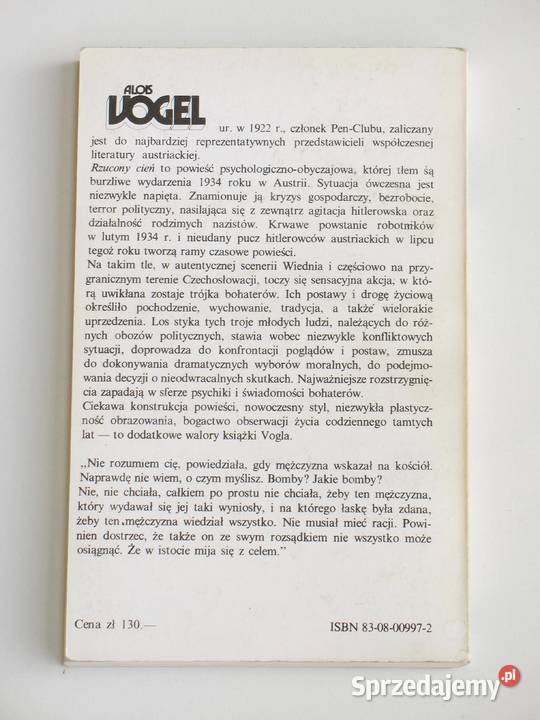 ALOIS
VOGEL
ur. w 1922 r., członek Pen-Clubu, zaliczany
jest do najbardziej reprezentatywnych przedstawicieli współczesnej
literatury austriackiej.
Rzucony cień to powieść psychologiczno-obyczajowa, której tłem są
burzliwe wydarzenia 1934 roku w Austrii. Sytuacja ówczesna jest
niezwykle napięta. Znamionuje ją kryzys gospodarczy, bezrobocie,
terror polityczny, nasilająca się z zewnątrz agitacja hitlerowska oraz
działalność rodzimych nazistów. Krwawe powstanie robotników
w lutym 1934 r. i nieudany pucz hitlerowców austriackich w lipcu
tegoż roku tworzą ramy czasowe powieści.
Na takim tle, w autentycznej scenerii Wiednia i częściowo na przy-
granicznym terenie Czechosłowacji, toczy się sensacyjna akcja, w któ-
rą uwikłana zostaje trójka bohaterów. Ich postawy i drogę życiową
określiło pochodzenie, wychowanie, tradycja, a także wielorakie
uprzedzenia. Los styka tych troje młodych ludzi, należących do róż-
nych obozów politycznych, stawia wobec niezwykle konfliktowych
sytuacji, doprowadza do konfrontacji poglądów i postaw, zmusza
do dokonywania dramatycznych wyborów moralnych, do podejmo-
wania decyzji o nieodwracalnych skutkach. Najważniejsze rozstrzygnię-
cia zapadają w sferze psychiki i świadomości bohaterów.
Ciekawa konstrukcja powieści, nowoczesny styl, niezwykła plastycz-
ność obrazowania, bogactwo obserwacji życia codziennego tamtych
lat — to dodatkowe walory książki Vogla.
„Nie rozumiem cię, powiedziała, gdy mężczyzna wskazał na kościół.
Naprawdę nie wiem, o czym myślisz. Bomby? Jakie bomby?
Nie, nie chciała, całkiem po prostu nie chciała, żeby ten mężczyzna,
który wydawał się jej taki wyniosły, i na którego łaskę była zdana,
żeby ten mężczyzna wiedział wszystko. Nie musiał mieć racji. Powi-
nien dostrzec, że także on ze swym rozsądkiem nie wszystko może
osiągnąć. Że w istocie mija się z celem.”
Cena zł 130.—
ISBN 83-08-00997-2
Sprzedajemy.pl